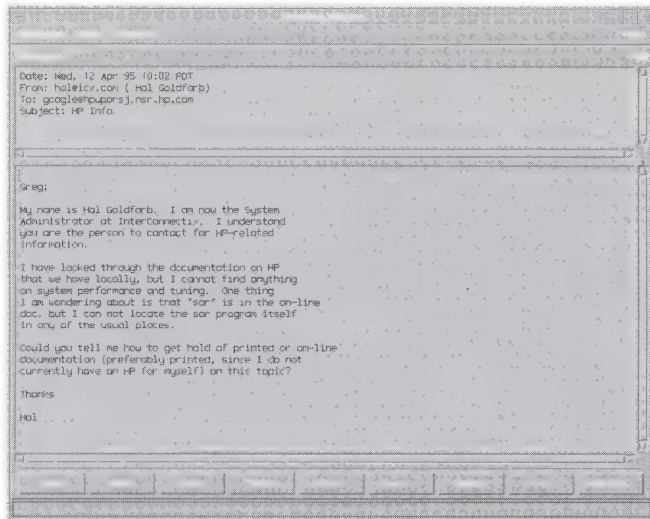 Date: Wed, 12 Apr 95 10:02 PDT
From: hal@icx.com ( Hal Goldfarb)
To: gcagle@hpuporsj.nsr.hp.com
Subject: HP Info
Greg:
My name is Hal Goldfarb. I am now the System
Administrator at InterConnectix. I understand
you are the person to contact for HP-related
information.
I have looked through the documentation on HP
that we have locally, but I cannot find anything
on system performance and tuning. One thing
I am wondering about is that "sar" is in the on-line
doc. but I can not locate the sar program itself
in any of the usual places.
Could you tell me how to get hold of printed or on-line
documentation (preferably printed, since I do not
currently have an HP for myself) on this topic?
Thanks
Hal